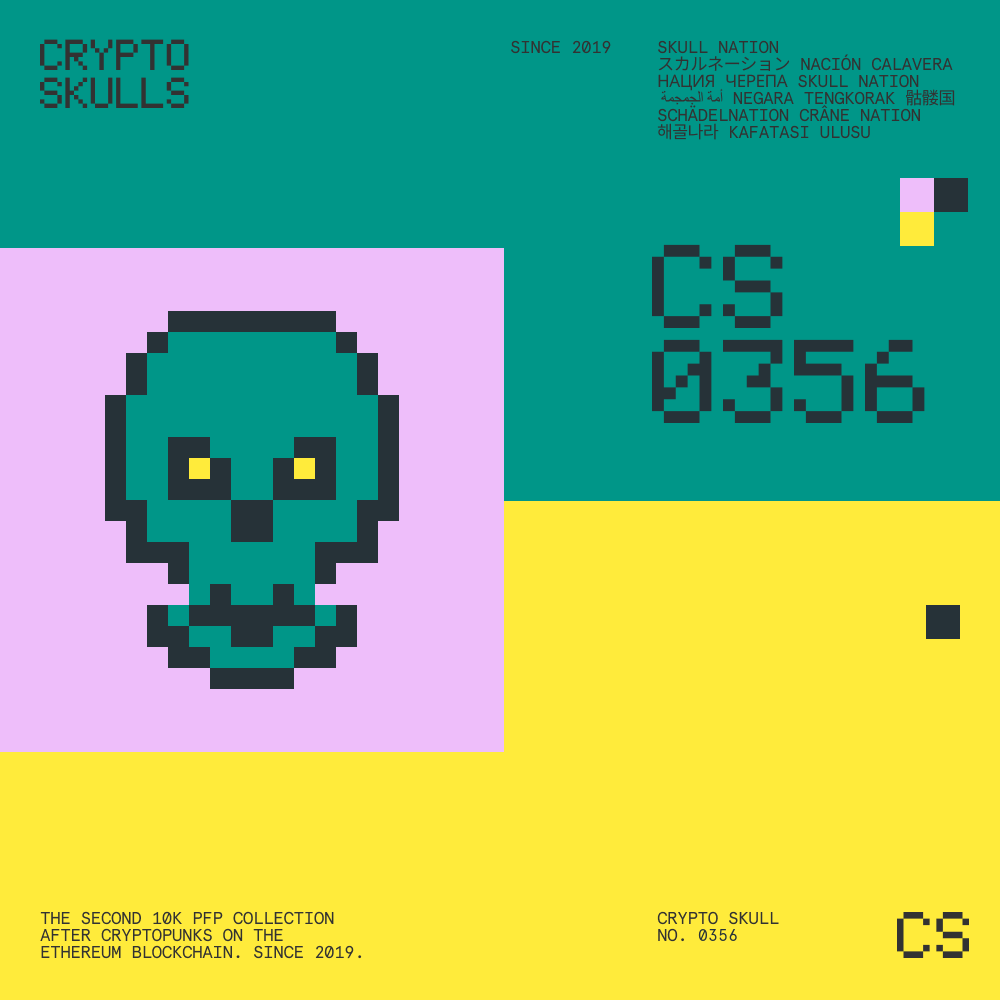 CRYPTO
SKULLS
SINCE 2019
SKULL NATION
スカルネーション NACIÓN CALAVERA
НАЦИЯ ЧЕРЕПА SKULL NATION
أمة الجمجمة NEGARA TENGKORAK 骷髅国
SCHÄDELNATION CRÂNE NATION
해골나라 KAFATASI ULUSU
CS
0356
THE SECOND 10K PFP COLLECTION
AFTER CRYPTOPUNKS ON THE
ETHEREUM BLOCKCHAIN. SINCE 2019.
CRYPTO SKULL
NO. 0356
CS